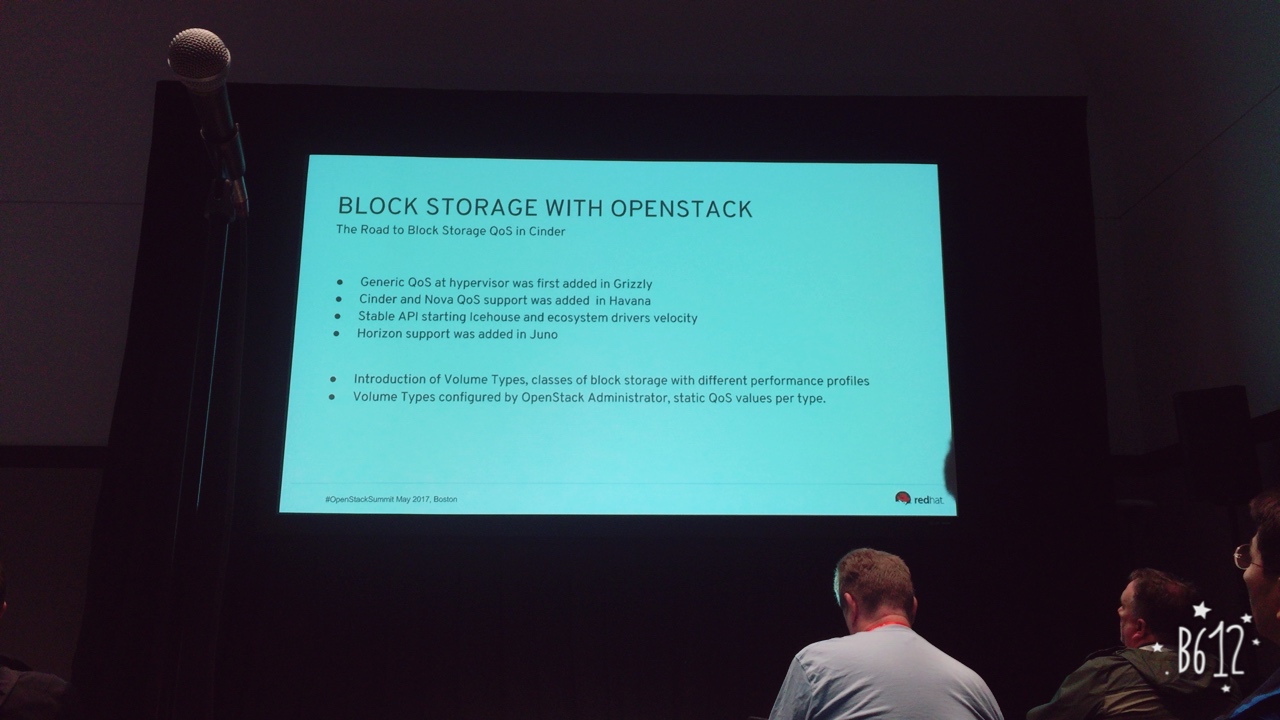 BLOCK STORAGE WITH OPENSTACK
The Road to Block Storage QoS in Cinder
● Generic QoS at hypervisor was first added in Grizzly
● Cinder and Nova QoS support was added in Havana
● Stable API starting Icehouse and ecosystem drivers velocity
● Horizon support was added in Juno
● Introduction of Volume Types, classes of block storage with different performance profiles
● Volume Types configured by OpenStack Administrator, static QoS values per type.
#OpenStackSummit May 2017, Boston
redhat.
B612